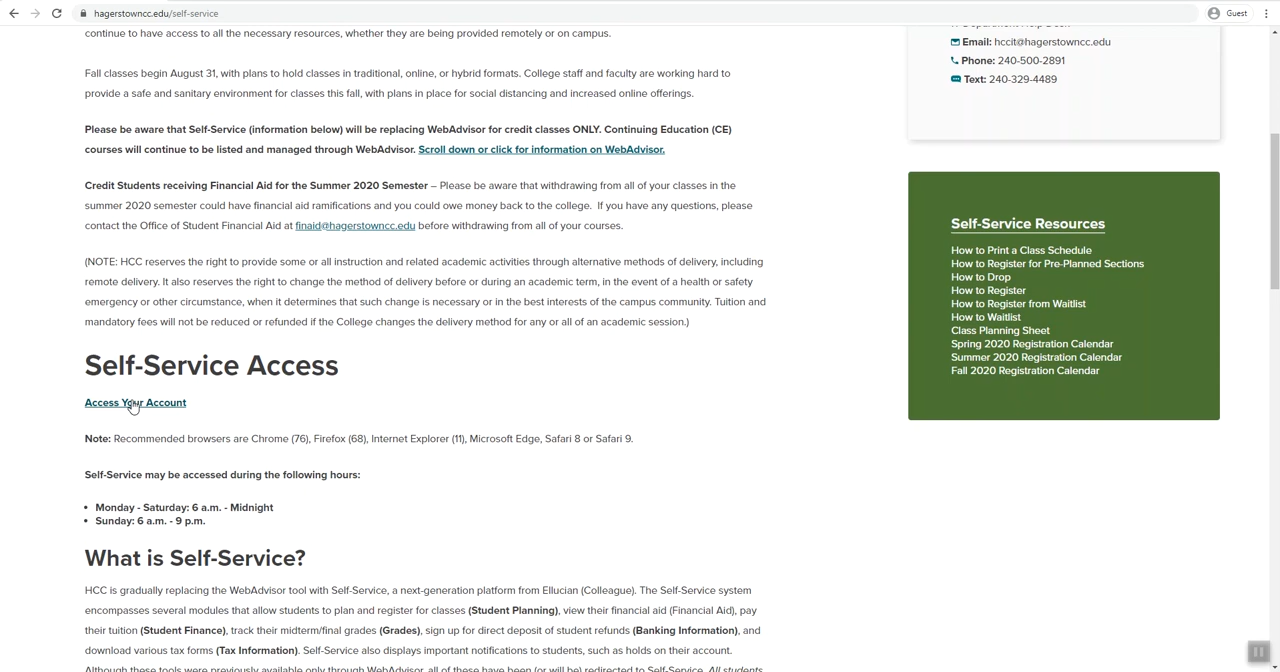 hagerstowncc.edu/self-service
Guest
continue to have access to all the necessary resources, whether they are being provided remotely or on campus.
Fall classes begin August 31, with plans to hold classes in traditional, online, or hybrid formats. College staff and faculty are working hard to
provide a safe and sanitary environment for classes this fall, with plans in place for social distancing and increased online offerings.
Please be aware that Self-Service (information below) will be replacing WebAdvisor for credit classes ONLY. Continuing Education (CE)
courses will continue to be listed and managed through WebAdvisor. Scroll down or click for information on WebAdvisor.
Credit Students receiving Financial Aid for the Summer 2020 Semester – Please be aware that withdrawing from all of your classes in the
summer 2020 semester could have financial aid ramifications and you could owe money back to the college. If you have any questions, please
contact the Office of Student Financial Aid at finaid@hagerstowncc.edu before withdrawing from all of your courses.
(NOTE: HCC reserves the right to provide some or all instruction and related academic activities through alternative methods of delivery, including
remote delivery. It also reserves the right to change the method of delivery before or during an academic term, in the event of a health or safety
emergency or other circumstance, when it determines that such change is necessary or in the best interests of the campus community. Tuition and
mandatory fees will not be reduced or refunded if the College changes the delivery method for any or all of an academic session.)
Self-Service Access
Access Your Account
Note: Recommended browsers are Chrome (76), Firefox (68), Internet Explorer (11), Microsoft Edge, Safari 8 or Safari 9.
Self-Service may be accessed during the following hours:
• Monday - Saturday: 6 a.m. - Midnight
• Sunday: 6 a.m. - 9 p.m.
What is Self-Service?
HCC is gradually replacing the WebAdvisor tool with Self-Service, a next-generation platform from Ellucian (Colleague). The Self-Service system
encompasses several modules that allow students to plan and register for classes (Student Planning), view their financial aid (Financial Aid), pay
their tuition (Student Finance), track their midterm/final grades (Grades), sign up for direct deposit of student refunds (Banking Information), and
download various tax forms (Tax Information). Self-Service also displays important notifications to students, such as holds on their account.
Although these tools were previously available only through WebAdvisor, all of these have been (or will be) redirected to Self-Service. All students
Email: hccit@hagerstowncc.edu
Phone: 240-500-2891
Text: 240-329-4489
Self-Service Resources
How to Print a Class Schedule
How to Register for Pre-Planned Sections
How to Drop
How to Register
How to Register from Waitlist
How to Waitlist
Class Planning Sheet
Spring 2020 Registration Calendar
Summer 2020 Registration Calendar
Fall 2020 Registration Calendar